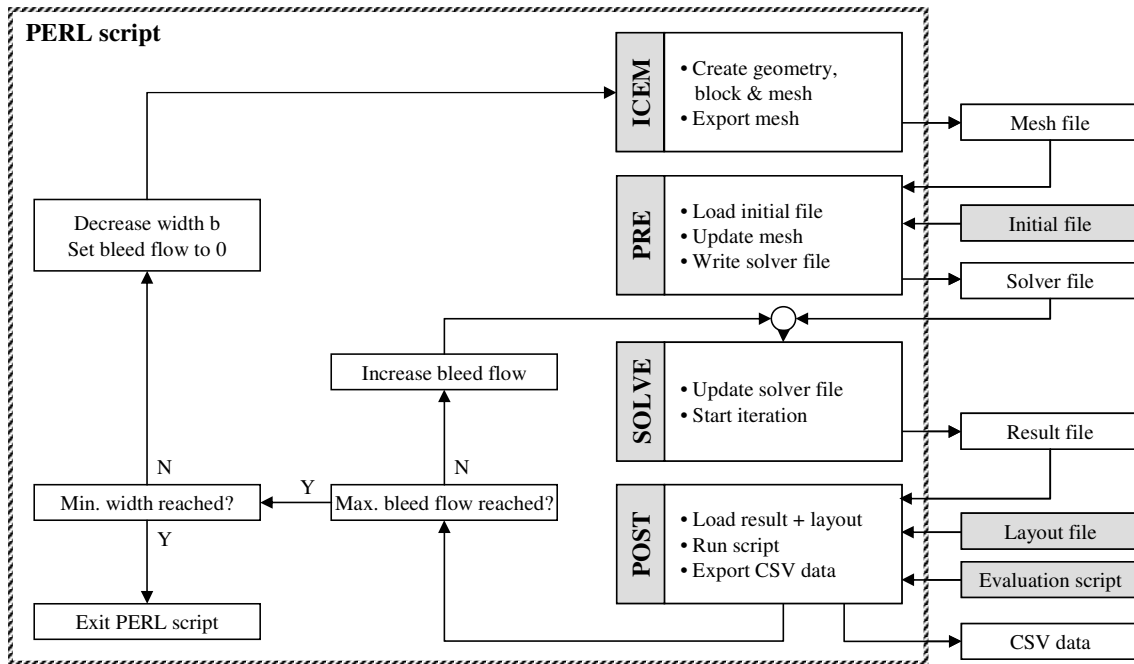 PERL script
ICEM
• Create geometry,
block & mesh
• Export mesh
Mesh file
PRE
• Load initial file
• Update mesh
• Write solver file
Initial file
Solver file
Decrease width b
Set bleed flow to 0
Increase bleed flow
SOLVE
• Update solver file
• Start iteration
Result file
N
N
Min. width reached?
Y
Max. bleed flow reached?
Y
POST
• Load result + layout
• Run script
• Export CSV data
Layout file
Evaluation script
Exit PERL script
CSV data